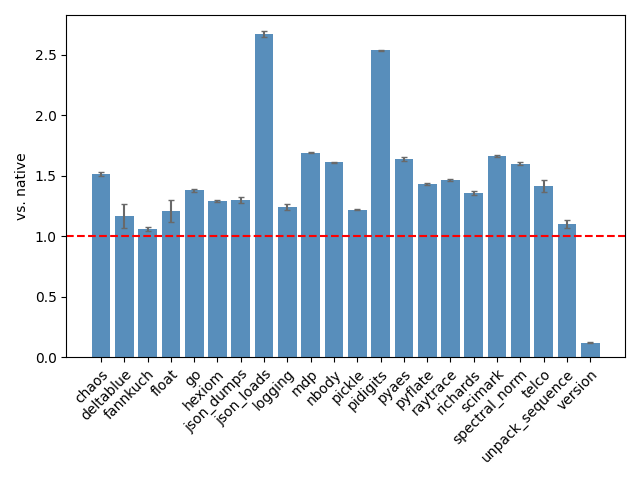 2.5
2.0
1.5
1.0
0.5
0.0
vs. native
chaos
deltablue
fannkuch
float
go
hexiom
json_dumps
json_loads
logging
mdp
nbody
pickle
pidigits
pyaes
pyflate
raytrace
richards
scimark
spectral_norm
telco
unpack_sequence
version